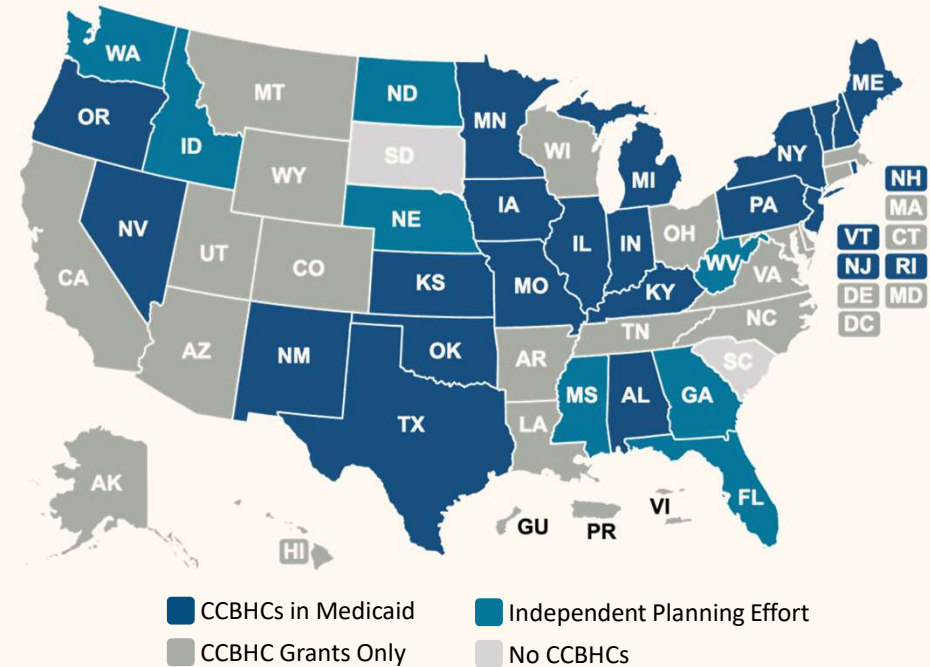 WA
MT
ND
MN
ME
OR
ID
SD
WI
NY
WY
MI
NH
MA
IA
PA
NE
NV
UT
IL
IN
OH
VT
CT
CO
WV
NJ
RI
CA
KS
MO
KY
VA
DE
MD
NC
DC
AZ
NM
OK
AR
TN
SC
MS
AL
GA
TX
LA
AK
FL
VI
GU
PR
HI
CCBHCs in Medicaid
Independent Planning Effort
CCBHC Grants Only
No CCBHCs